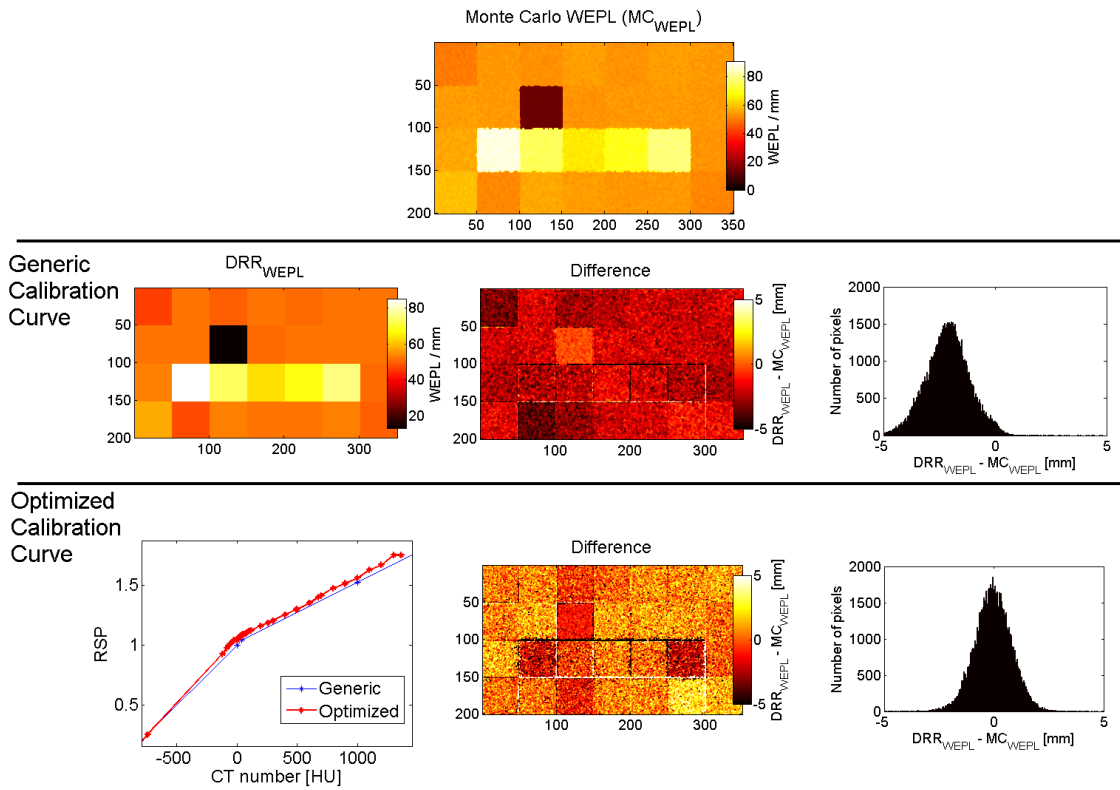 Monte Carlo WEPL (MC_WEPL)
50
100
150
200
50 100 150 200 250 300 350
80
60
40
20
0
WEPL / mm
Generic
Calibration
Curve
DRR_WEPL
50
100
150
200
100 200 300
80
60
40
20
WEPL / mm
Difference
50
100
150
200
100 200 300
5
0
-5
DRR_WEPL - MC_WEPL [mm]
2000
1500
1000
500
0
-5 0 5
Number of pixels
DRR_WEPL - MC_WEPL [mm]
Optimized
Calibration
Curve
1.5
1
0.5
-500 0 500 1000
RSP
CT number [HU]
Generic
Optimized
Difference
50
100
150
200
100 200 300
5
0
-5
DRR_WEPL - MC_WEPL [mm]
2000
1500
1000
500
0
-5 0 5
Number of pixels
DRR_WEPL - MC_WEPL [mm]